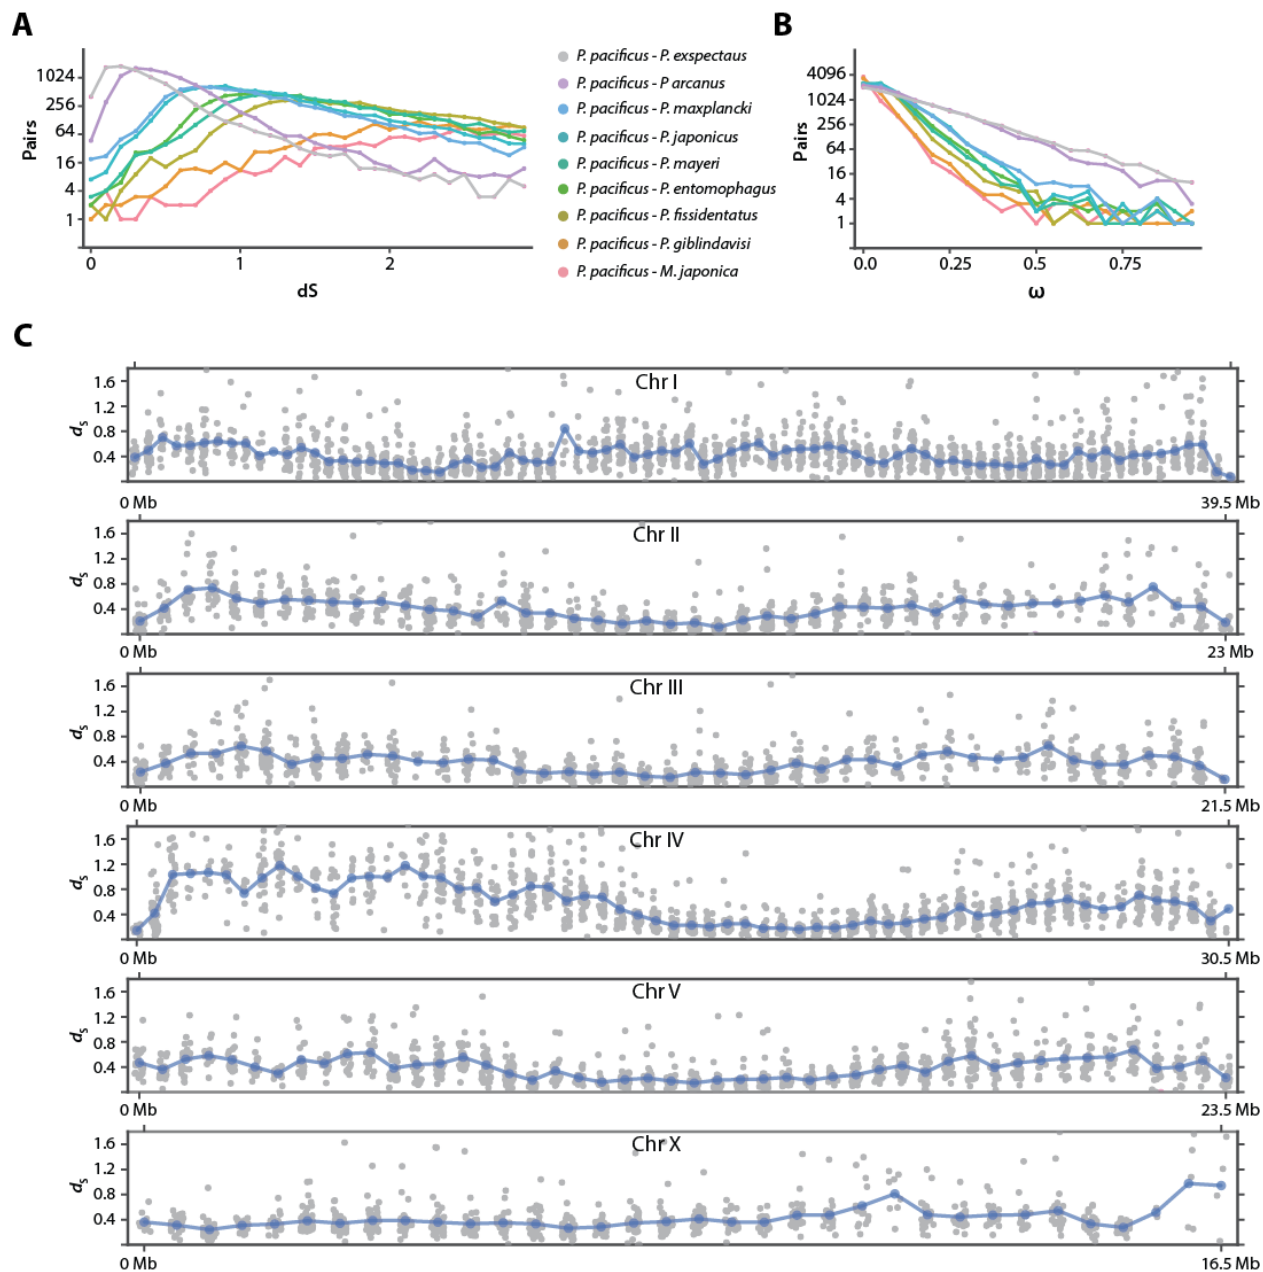 A
Pairs
1024
256
64
16
4
1
0
1
2
dS
P. pacificus - P. exspectaus
P. pacificus - P arcanus
P. pacificus - P. maxplancki
P. pacificus - P. japonicus
P. pacificus - P. mayeri
P. pacificus - P. entomophagus
P. pacificus - P. fissidentatus
P. pacificus - P. giblindavisi
P. pacificus - M. japonica
B
Pairs
4096
1024
256
64
16
4
1
0.0
0.25
0.5
0.75
ω
C
Chr I
ds
1.6
1.2
0.8
0.4
0 Mb
39.5 Mb
Chr II
ds
1.6
1.2
0.8
0.4
0 Mb
23 Mb
Chr III
ds
1.6
1.2
0.8
0.4
0 Mb
21.5 Mb
Chr IV
ds
1.6
1.2
0.8
0.4
0 Mb
30.5 Mb
Chr V
ds
1.6
1.2
0.8
0.4
0 Mb
23.5 Mb
Chr X
ds
1.6
1.2
0.8
0.4
0 Mb
16.5 Mb